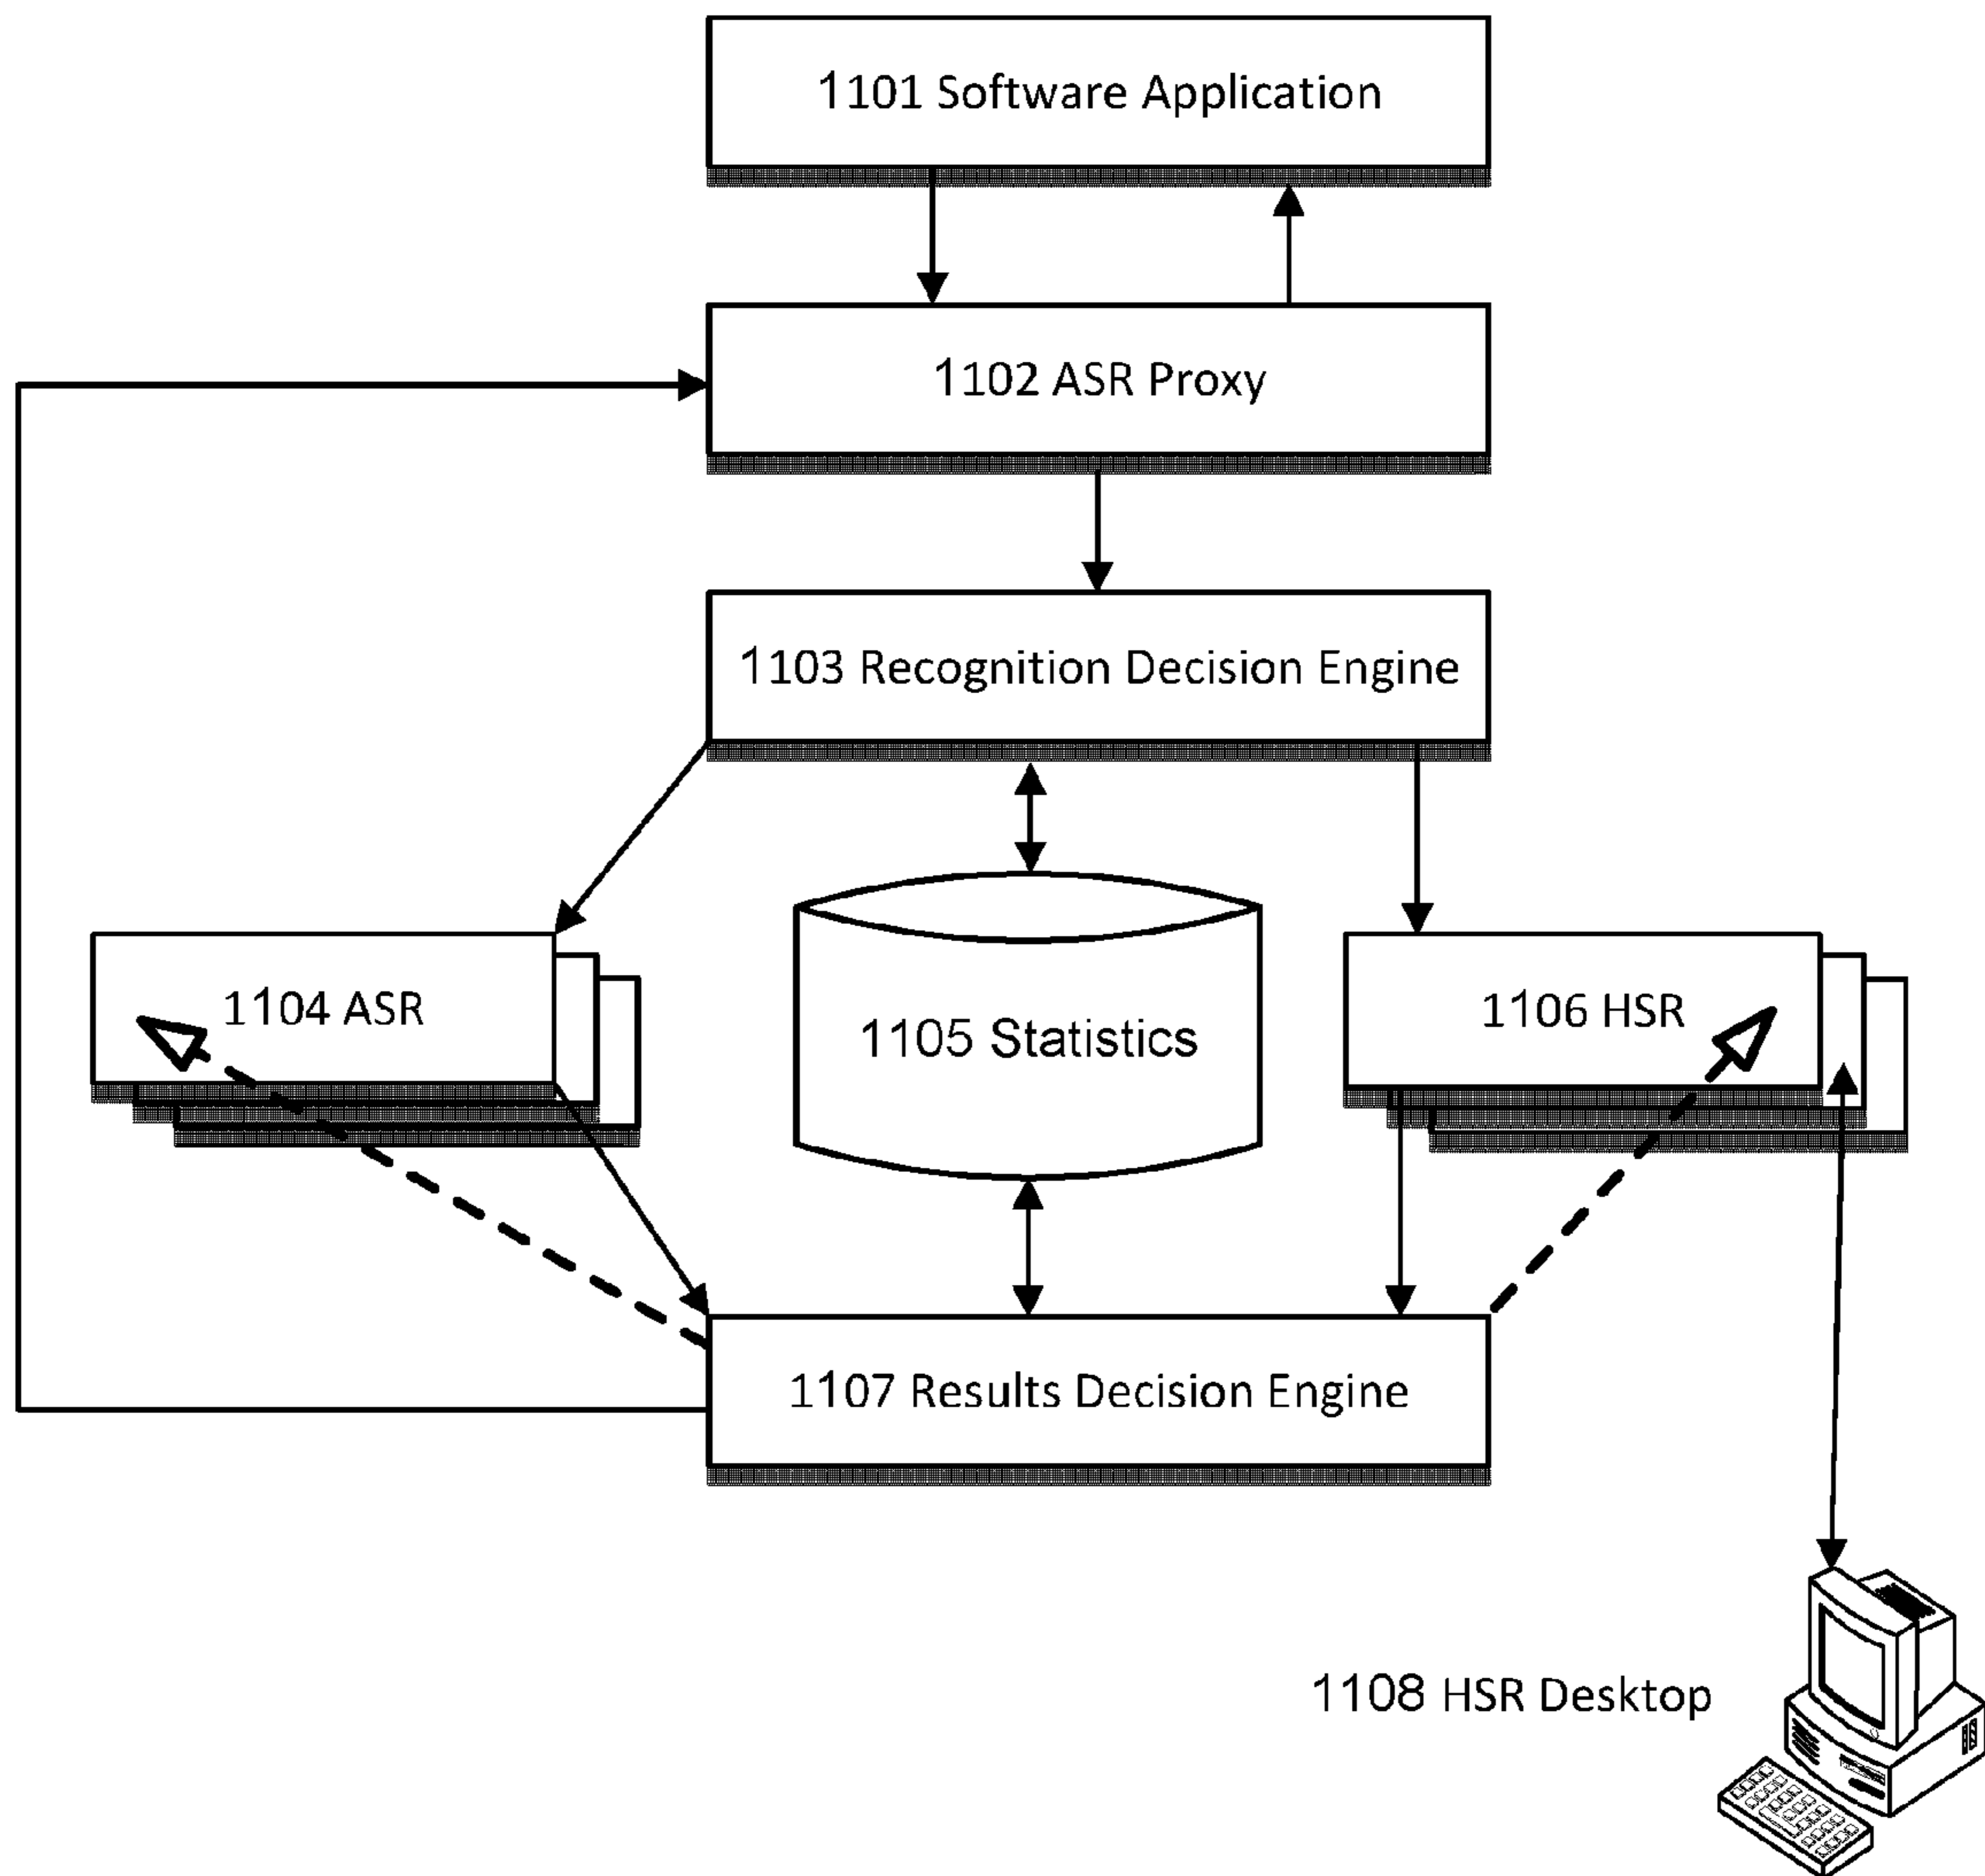 1101 Software Application
1102 ASR Proxy
1103 Recognition Decision Engine
1104 ASR
1105 Statistics
1106 HSR
1107 Results Decision Engine
1108 HSR Desktop